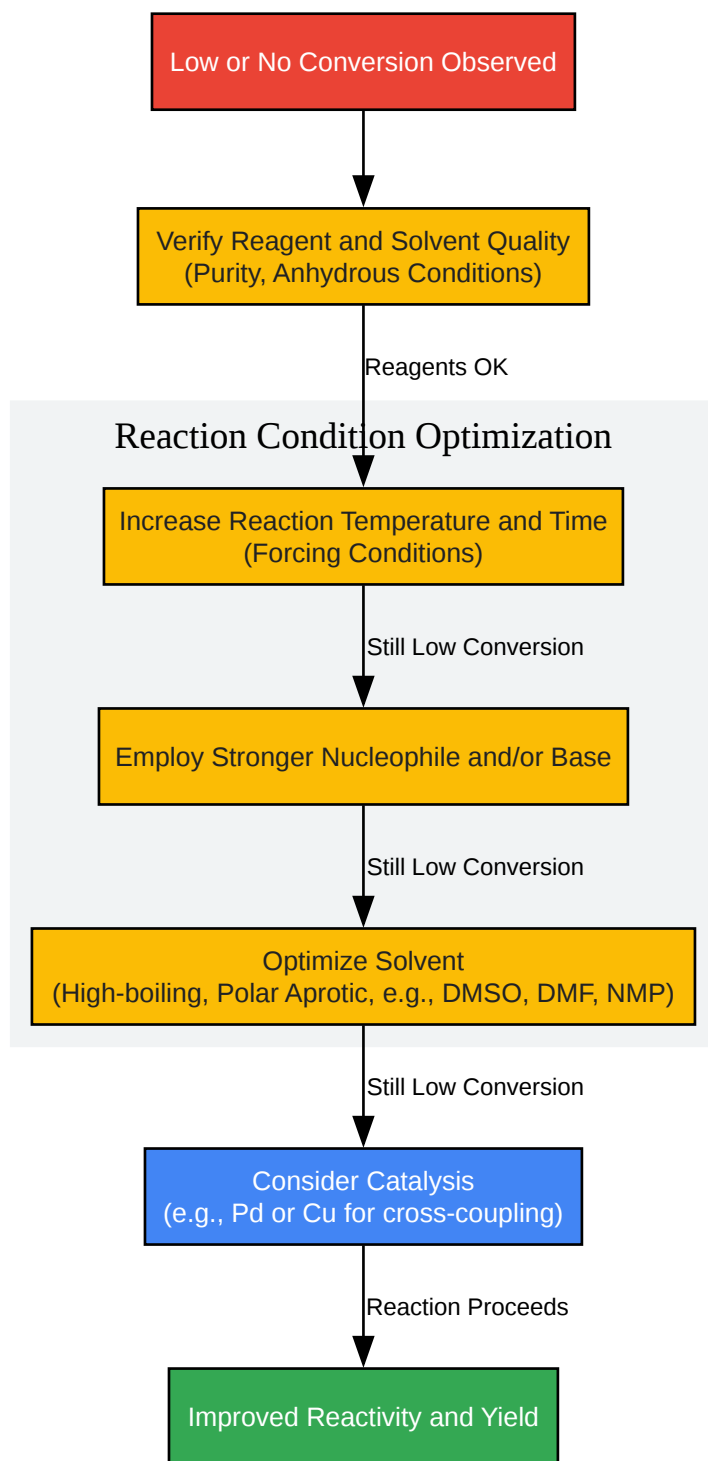 Low or No Conversion Observed
Verify Reagent and Solvent Quality
(Purity, Anhydrous Conditions)
Reagents OK
Reaction Condition Optimization
Increase Reaction Temperature and Time
(Forcing Conditions)
Still Low Conversion
Employ Stronger Nucleophile and/or Base
Still Low Conversion
Optimize Solvent
(High-boiling, Polar Aprotic, e.g., DMSO, DMF, NMP)
Still Low Conversion
Consider Catalysis
(e.g., Pd or Cu for cross-coupling)
Reaction Proceeds
Improved Reactivity and Yield